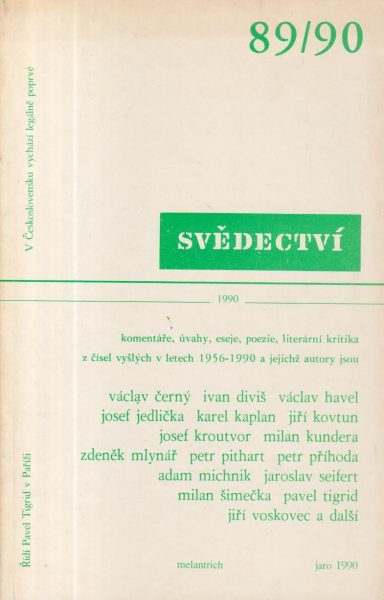 89/90
V Československu vychází legálně poprvé
SVĚDECTVÍ
1990
komentáře, úvahy, eseje, poezie, literární kritika
z čísel vyšlých v letech 1956-1990 a jejichž autory jsou
václav černý ivan diviš václav havel
josef jedlička karel kaplan jiří kovtun
josef kroutvor milan kundera
zdeněk mlynář petr pithart petr příhoda
adam michnik jaroslav seifert
milan šimečka pavel tigrid
jiří voskovec a další
Řídí Pavel Tigrid v Paříži
melantrich jaro 1990